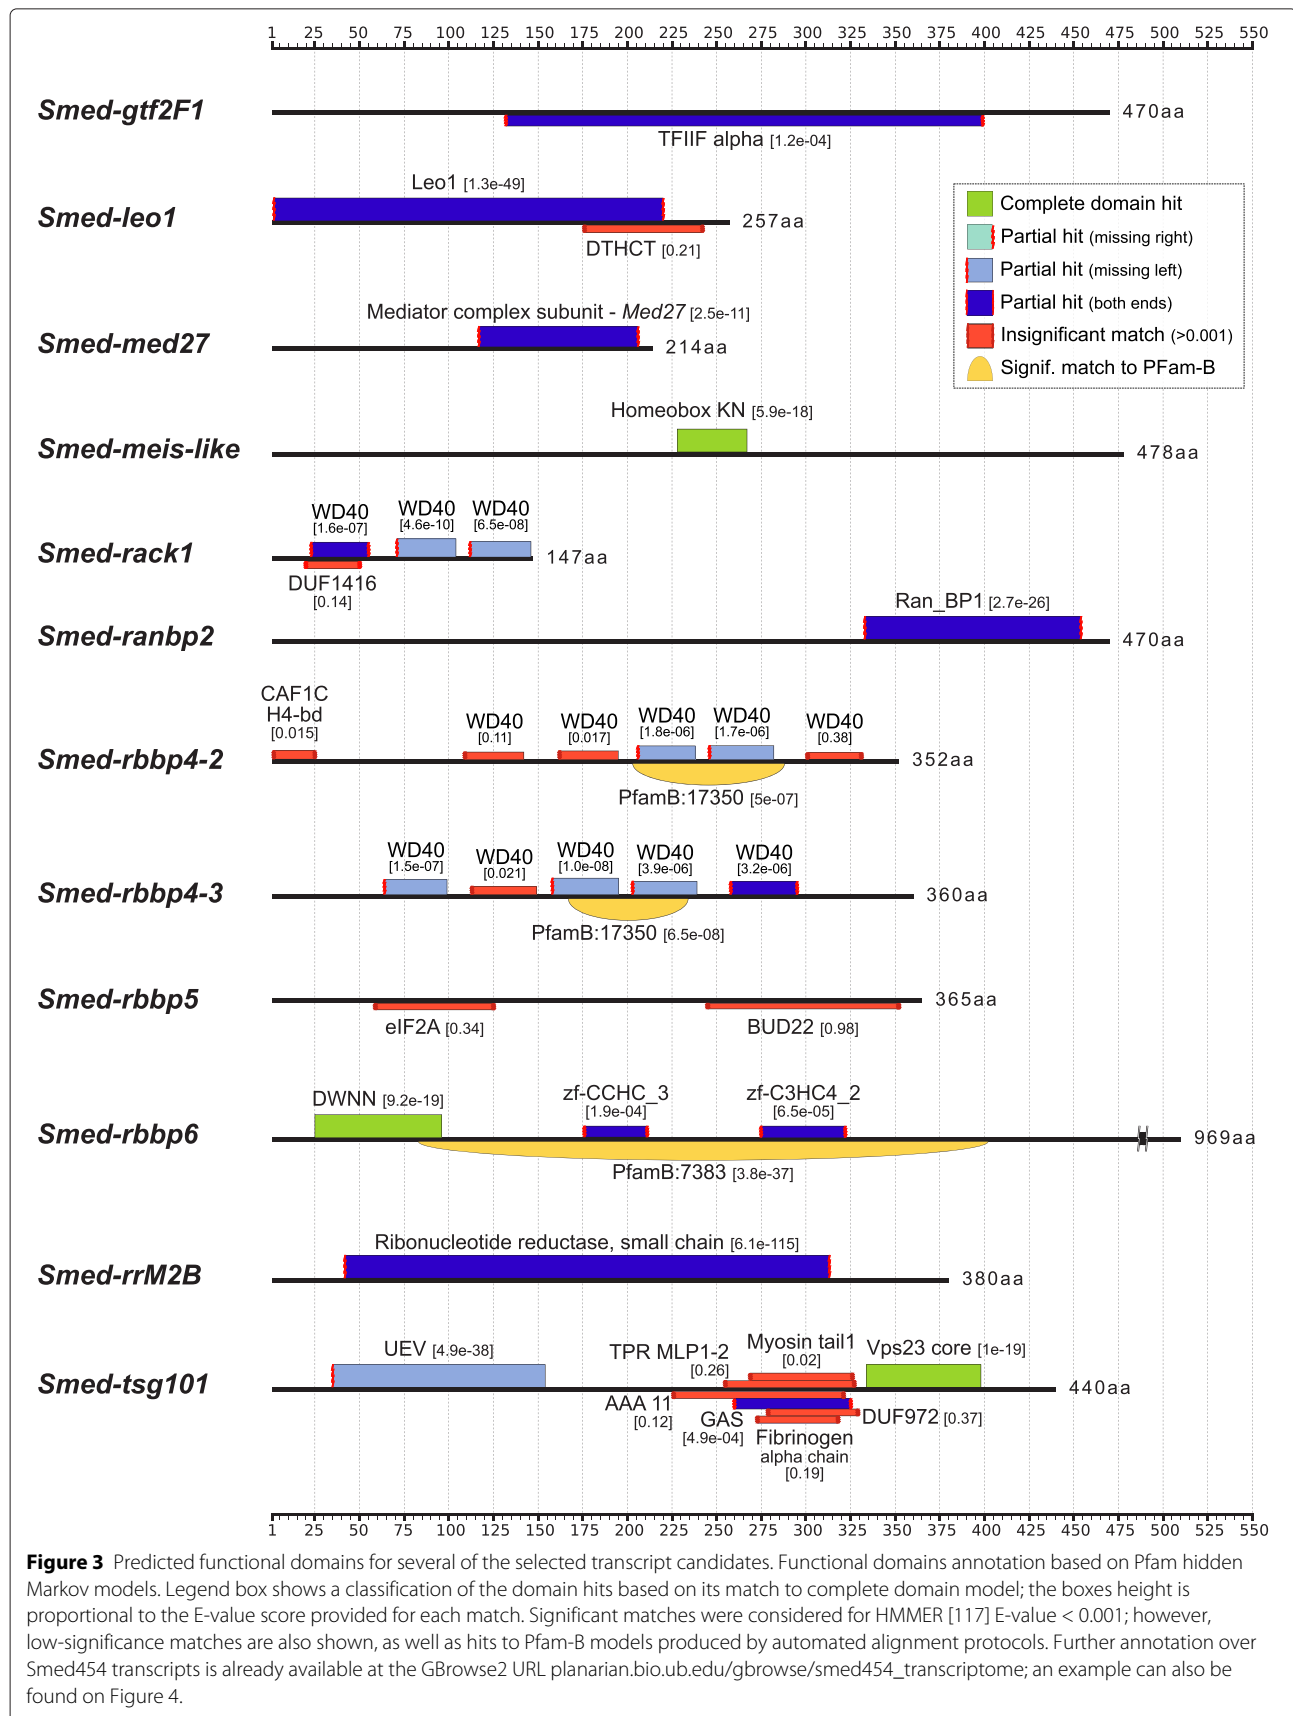 1 25 50 75 100 125 150 175 200 225 250 275 300 325 350 375 400 425 450 475 500 525 550
Smed-gtf2F1
470aa
TFIIF alpha [1.2e-04]
Leo1 [1.3e-49]
Smed-leo1
257aa
DTHCT [0.21]
Complete domain hit
Partial hit (missing right)
Partial hit (missing left)
Partial hit (both ends)
Insignificant match (>0.001)
Signif. match to PFam-B
Mediator complex subunit - Med27 [2.5e-11]
Smed-med27
214aa
Homeobox KN [5.9e-18]
Smed-meis-like
478aa
WD40 WD40 WD40
[1.6e-07] [4.6e-10] [6.5e-08]
Smed-rack1
147aa
DUF1416
[0.14]
Ran_BP1 [2.7e-26]
Smed-ranbp2
470aa
CAF1C
H4-bd
[0.015]
WD40 WD40 WD40 WD40 WD40
[0.11] [0.017] [1.8e-06] [1.7e-06] [0.38]
Smed-rbbp4-2
352aa
PfamB:17350 [5e-07]
WD40 WD40 WD40 WD40 WD40
[1.5e-07] [0.021] [1.0e-08] [3.9e-06] [3.2e-06]
Smed-rbbp4-3
360aa
PfamB:17350 [6.5e-08]
Smed-rbbp5
365aa
eIF2A [0.34] BUD22 [0.98]
DWNN [9.2e-19] zf-CCHC_3 zf-C3HC4_2
[1.9e-04] [6.5e-05]
Smed-rbbp6
969aa
PfamB:7383 [3.8e-37]
Ribonucleotide reductase, small chain [6.1e-115]
Smed-rrM2B
380aa
UEV [4.9e-38] TPR MLP1-2 Myosin tail1 Vps23 core [1e-19]
[0.26] [0.02]
Smed-tsg101
440aa
AAA 11 GAS DUF972 [0.37]
[0.12] [4.9e-04] Fibrinogen
alpha chain
[0.19]
1 25 50 75 100 125 150 175 200 225 250 275 300 325 350 375 400 425 450 475 500 525 550
Figure 3 Predicted functional domains for several of the selected transcript candidates. Functional domains annotation based on Pfam hidden
Markov models. Legend box shows a classification of the domain hits based on its match to complete domain model; the boxes height is
proportional to the E-value score provided for each match. Significant matches were considered for HMMER [117] E-value < 0.001; however,
low-significance matches are also shown, as well as hits to Pfam-B models produced by automated alignment protocols. Further annotation over
Smed454 transcripts is already available at the GBrowse2 URL planarian.bio.ub.edu/gbrowse/smed454_transcriptome; an example can also be
found on Figure 4.